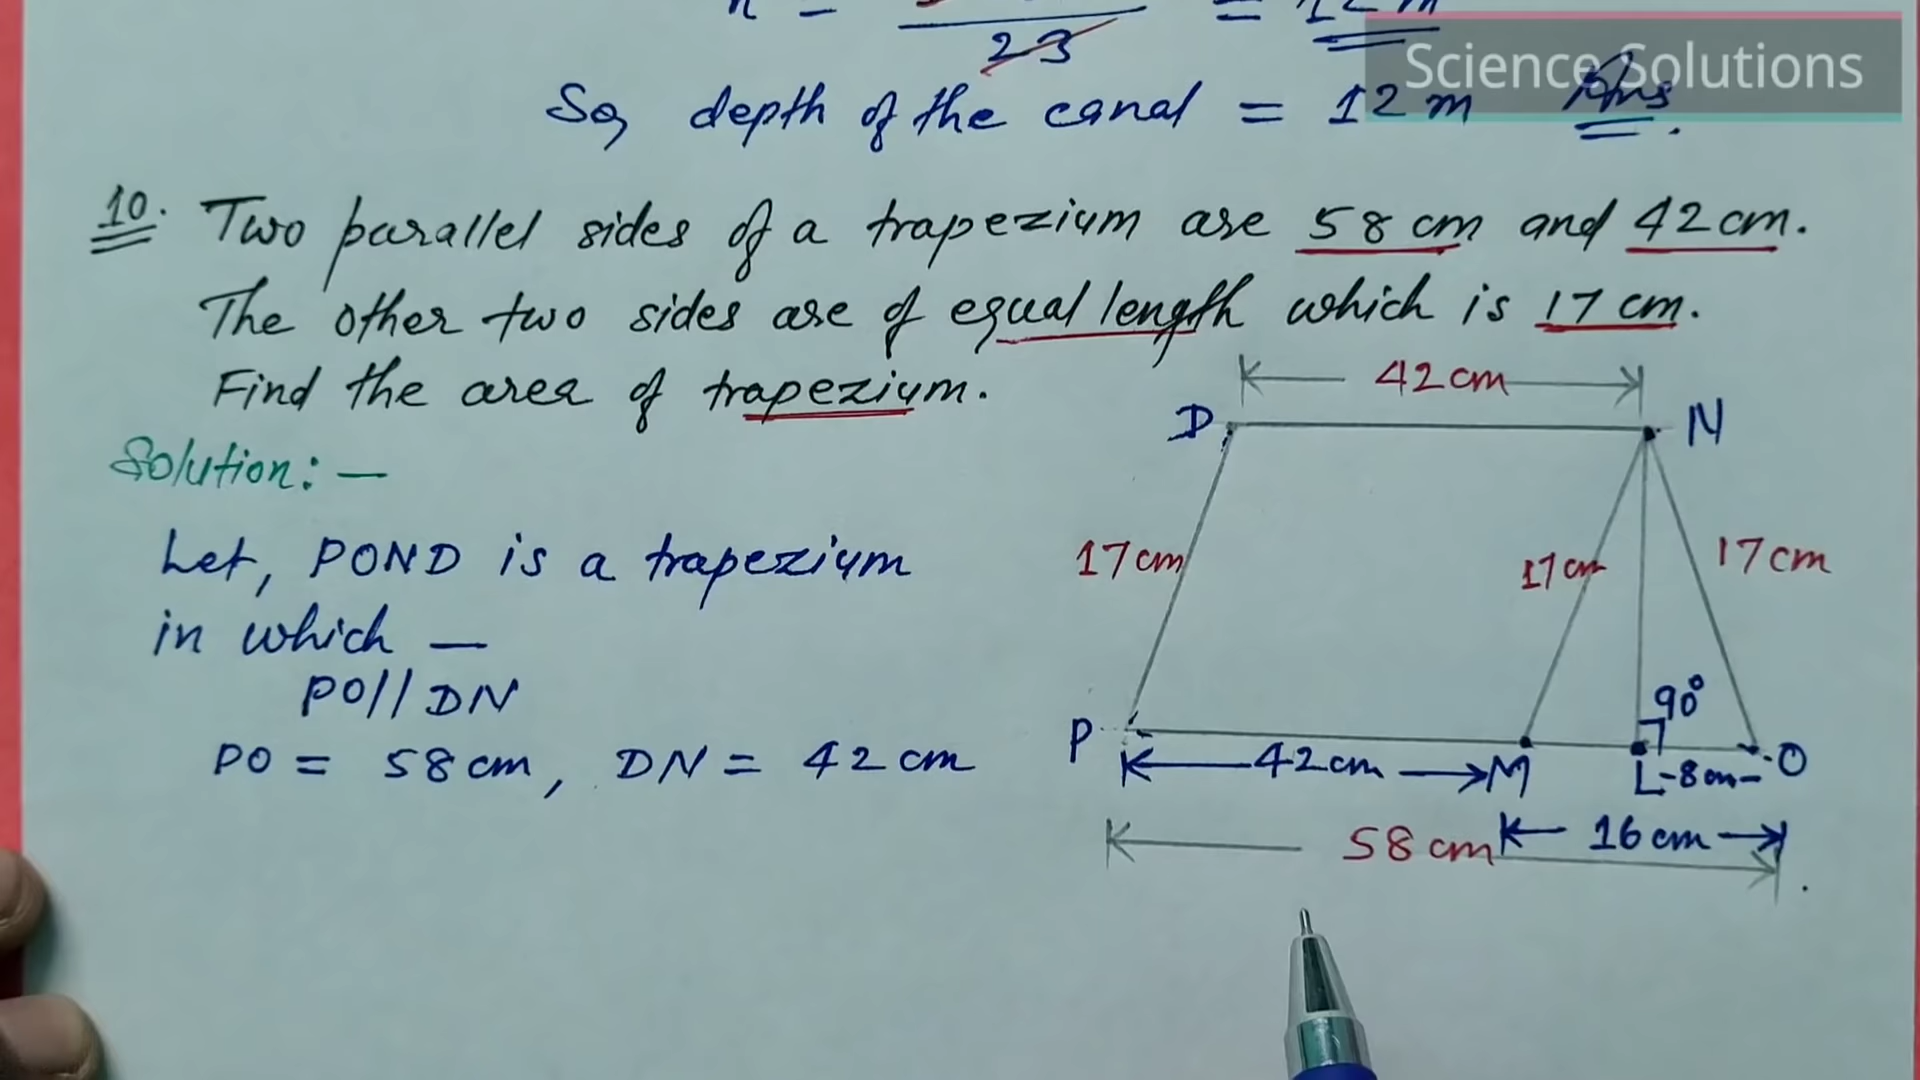 23
= 12 m
Science Solutions
So, depth of the canal = 12 m Ans.
10. Two parallel sides of a trapezium are 58 cm and 42 cm.
The other two sides are of equal length which is 17 cm.
Find the area of trapezium.
Solution: —
Let, POND is a trapezium
in which —
PO // DN
PO = 58 cm, DN = 42 cm
42 cm
D N
17 cm 17 cm 17 cm
90°
P 42 cm M L -8 cm- O
58 cm 16 cm